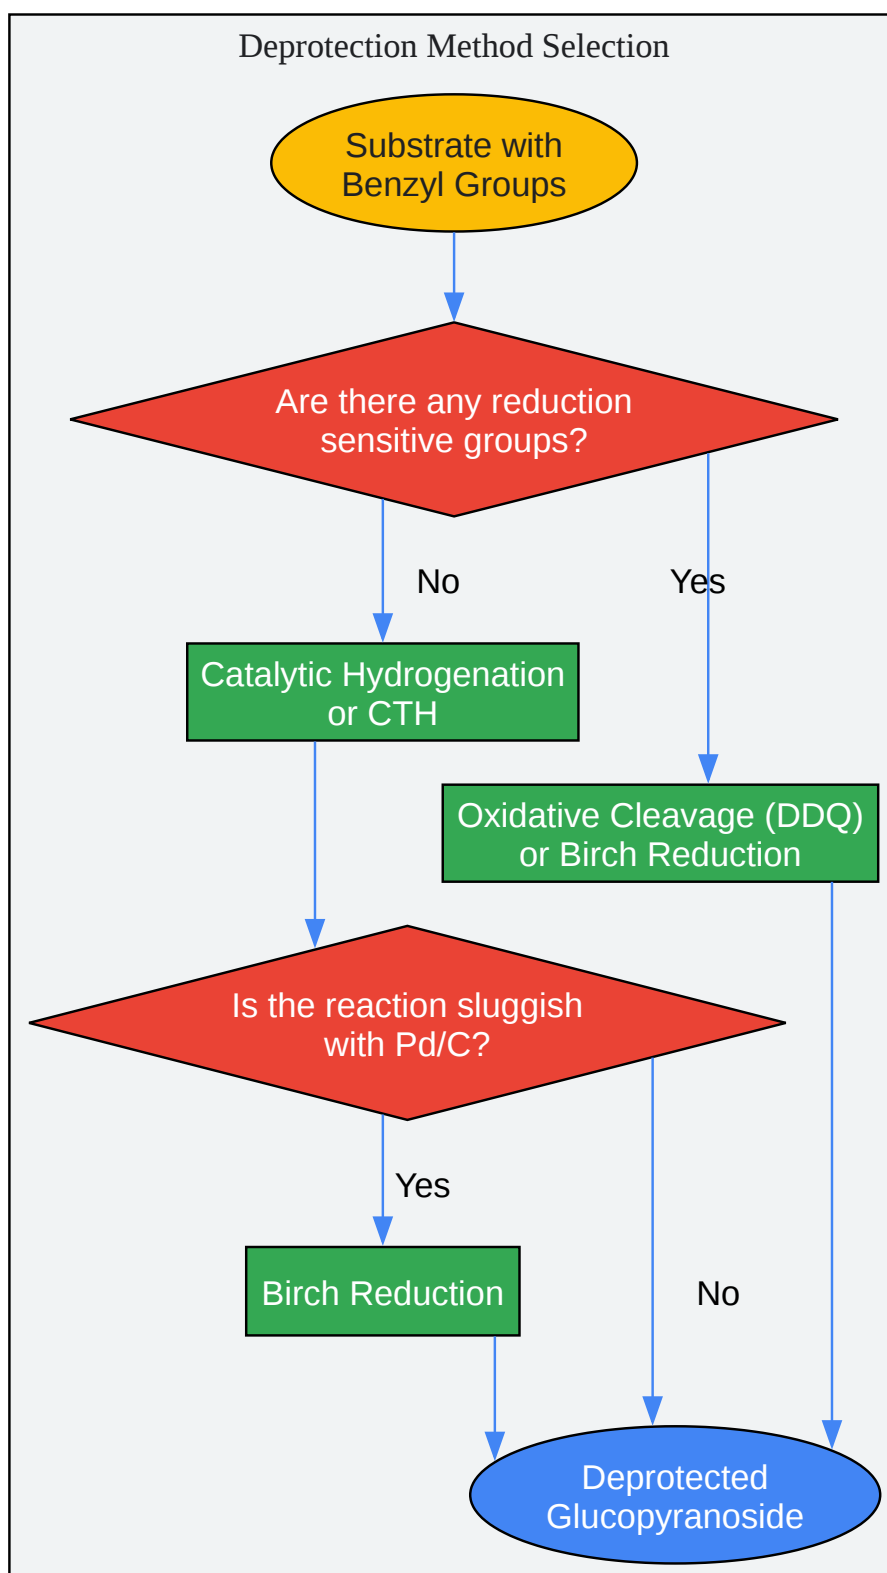 Deprotection Method Selection
Substrate with
Benzyl Groups
Are there any reduction
sensitive groups?
No
Yes
Catalytic Hydrogenation
or CTH
Oxidative Cleavage (DDQ)
or Birch Reduction
Is the reaction sluggish
with Pd/C?
Yes
Birch Reduction
No
Deprotected
Glucopyranoside